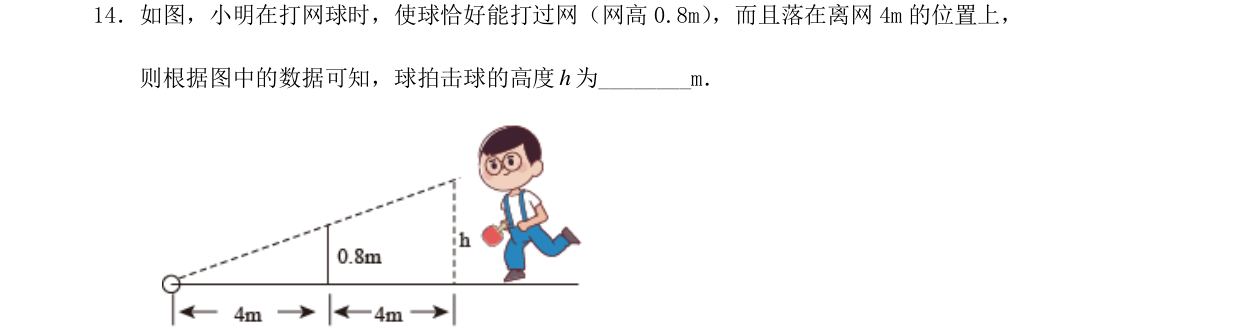 14．如图，小明在打网球时，使球恰好能打过网（网高 0.8m），而且落在离网 4m 的位置上，
则根据图中的数据可知，球拍击球的高度 h 为________m．
h
0.8m
4m
4m